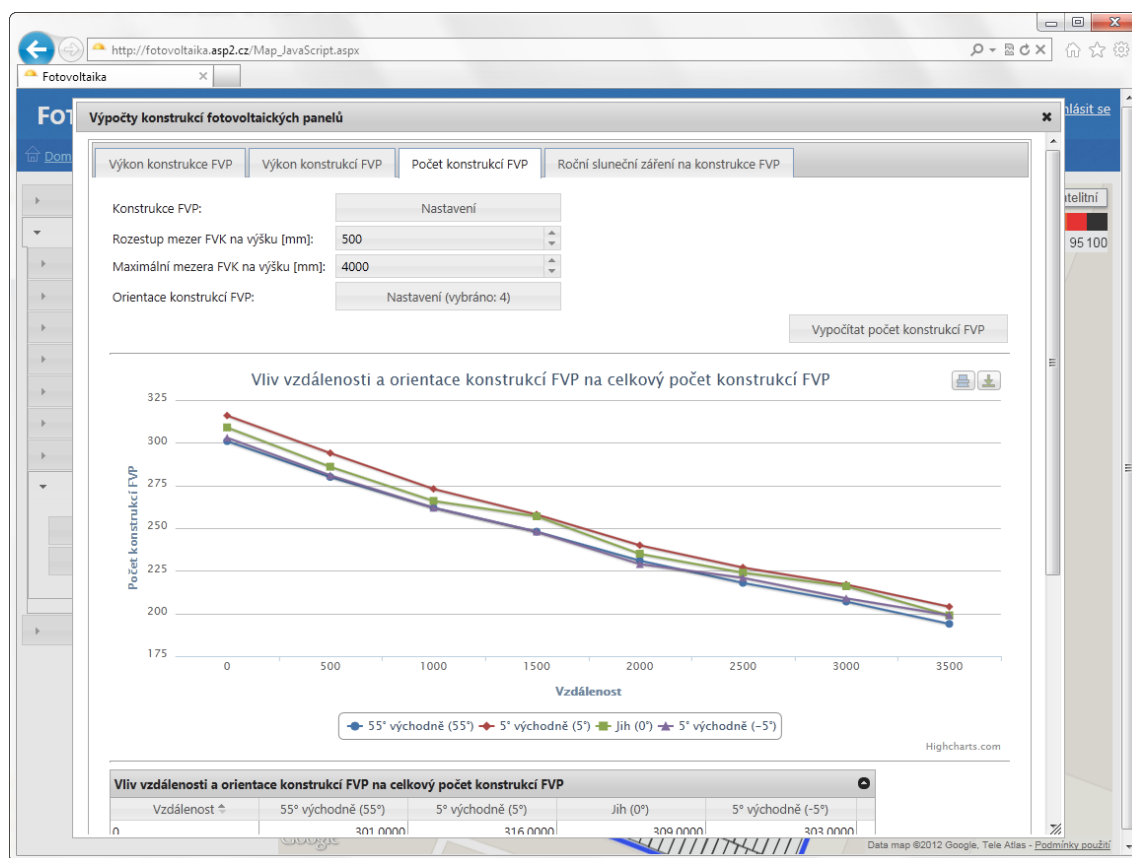 http://fotovoltaika.asp2.cz/Map_JavaScript.aspx
Fotovoltaika
hlásit se
Výpočty konstrukcí fotovoltaických panelů
Dom
Výkon konstrukce FVP Výkon konstrukcí FVP Počet konstrukcí FVP Roční sluneční záření na konstrukce FVP
Konstrukce FVP: Nastavení
Rozestup mezer FVK na výšku [mm]: 500
95 100
Maximální mezera FVK na výšku [mm]: 4000
Orientace konstrukcí FVP: Nastavení (vybráno: 4)
Vypočítat počet konstrukcí FVP
Vliv vzdálenosti a orientace konstrukcí FVP na celkový počet konstrukcí FVP
Počet konstrukcí FVP
325
300
275
250
225
200
175
0 500 1000 1500 2000 2500 3000 3500
Vzdálenost
55° východně (55°) 5° východně (5°) Jih (0°) 5° východně (-5°)
Highcharts.com
Vliv vzdálenosti a orientace konstrukcí FVP na celkový počet konstrukcí FVP
Vzdálenost 55° východně (55°) 5° východně (5°) Jih (0°) 5° východně (-5°)
0 301.0000 316.0000 309.0000 303.0000
Google
Data map ©2012 Google, Tele Atlas - Podmínky použití